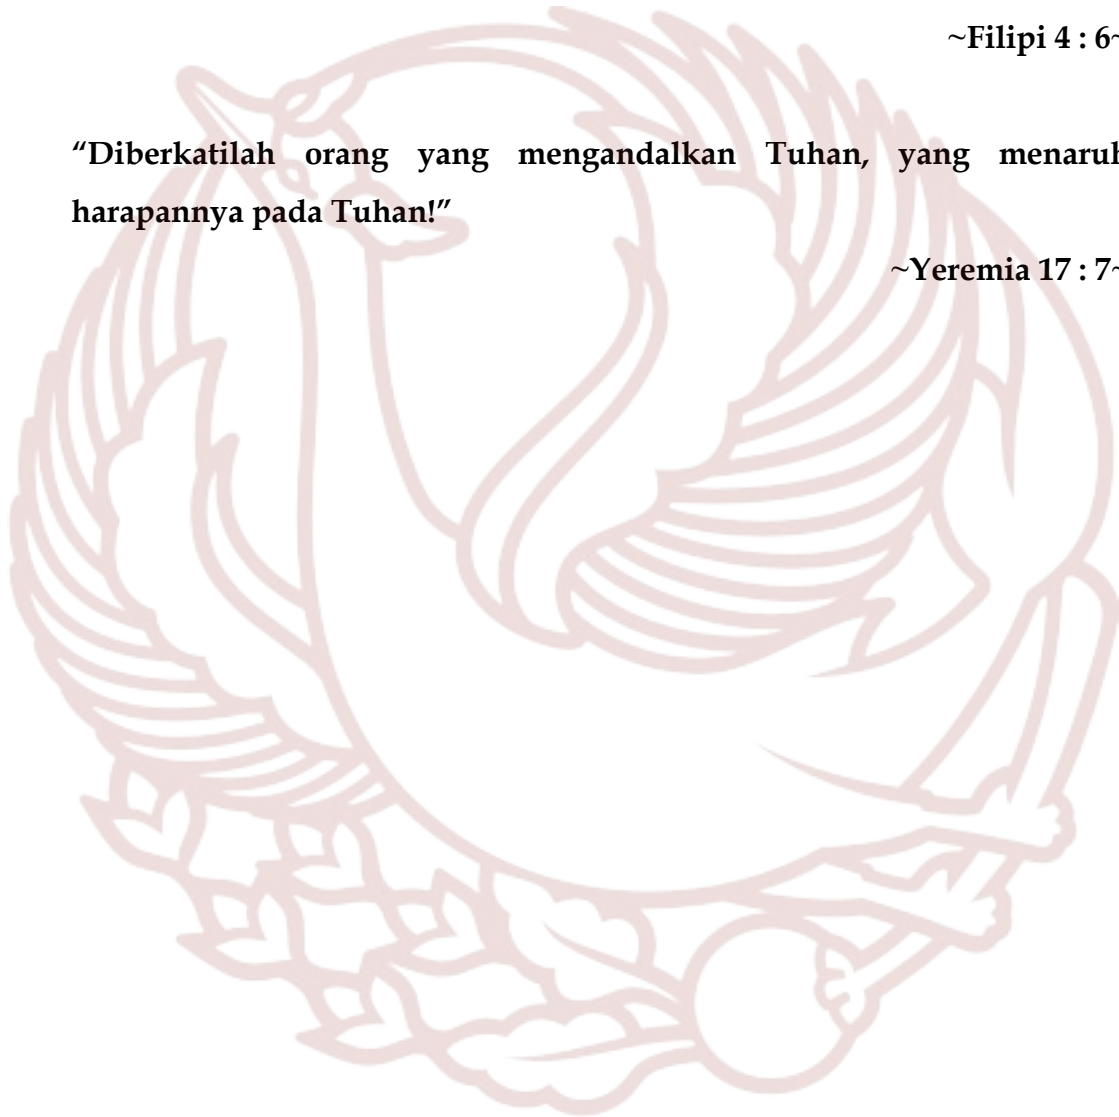 ~Filipi 4 : 6~
“Diberkatilah orang yang mengandalkan Tuhan, yang menaruh
harapannya pada Tuhan!”
~Yeremia 17 : 7~